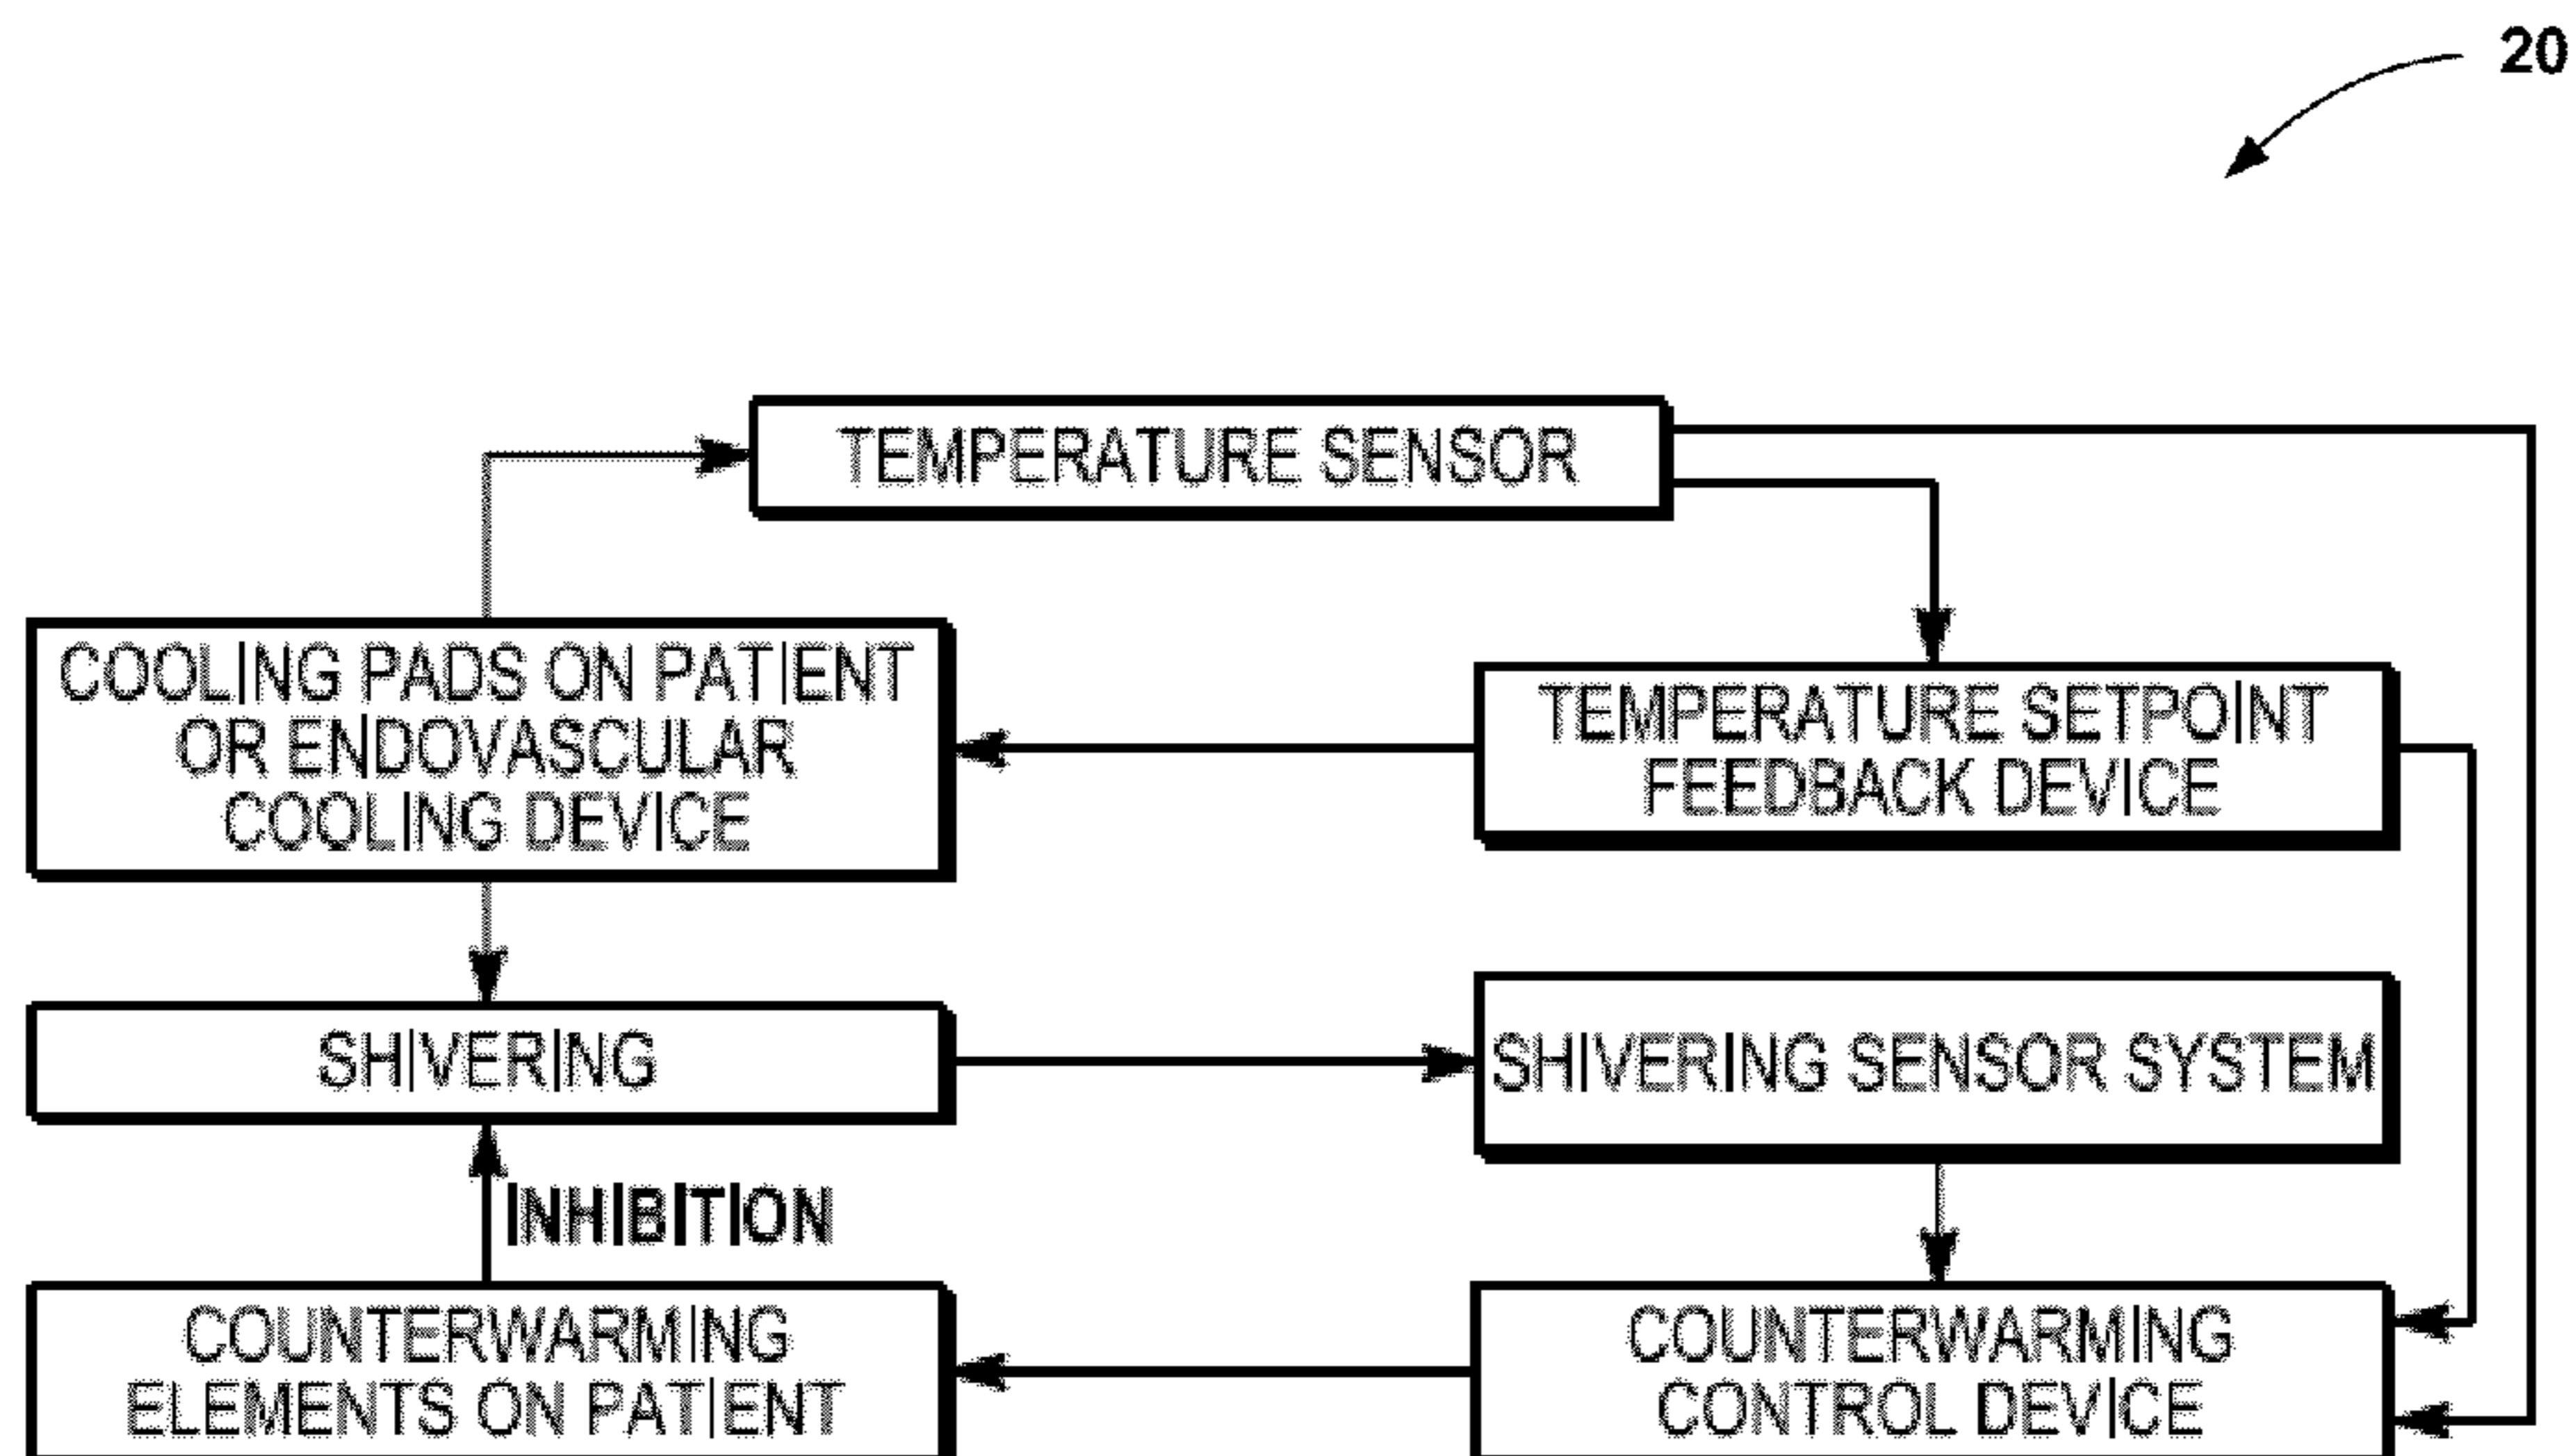 20
TEMPERATURE SENSOR
COOLING PADS ON PATIENT
OR ENDOVASCULAR
COOLING DEVICE
TEMPERATURE SETPOINT
FEEDBACK DEVICE
SHIVERING
SHIVERING SENSOR SYSTEM
INHIBITION
COUNTERWARMING
ELEMENTS ON PATIENT
COUNTERWARMING
CONTROL DEVICE